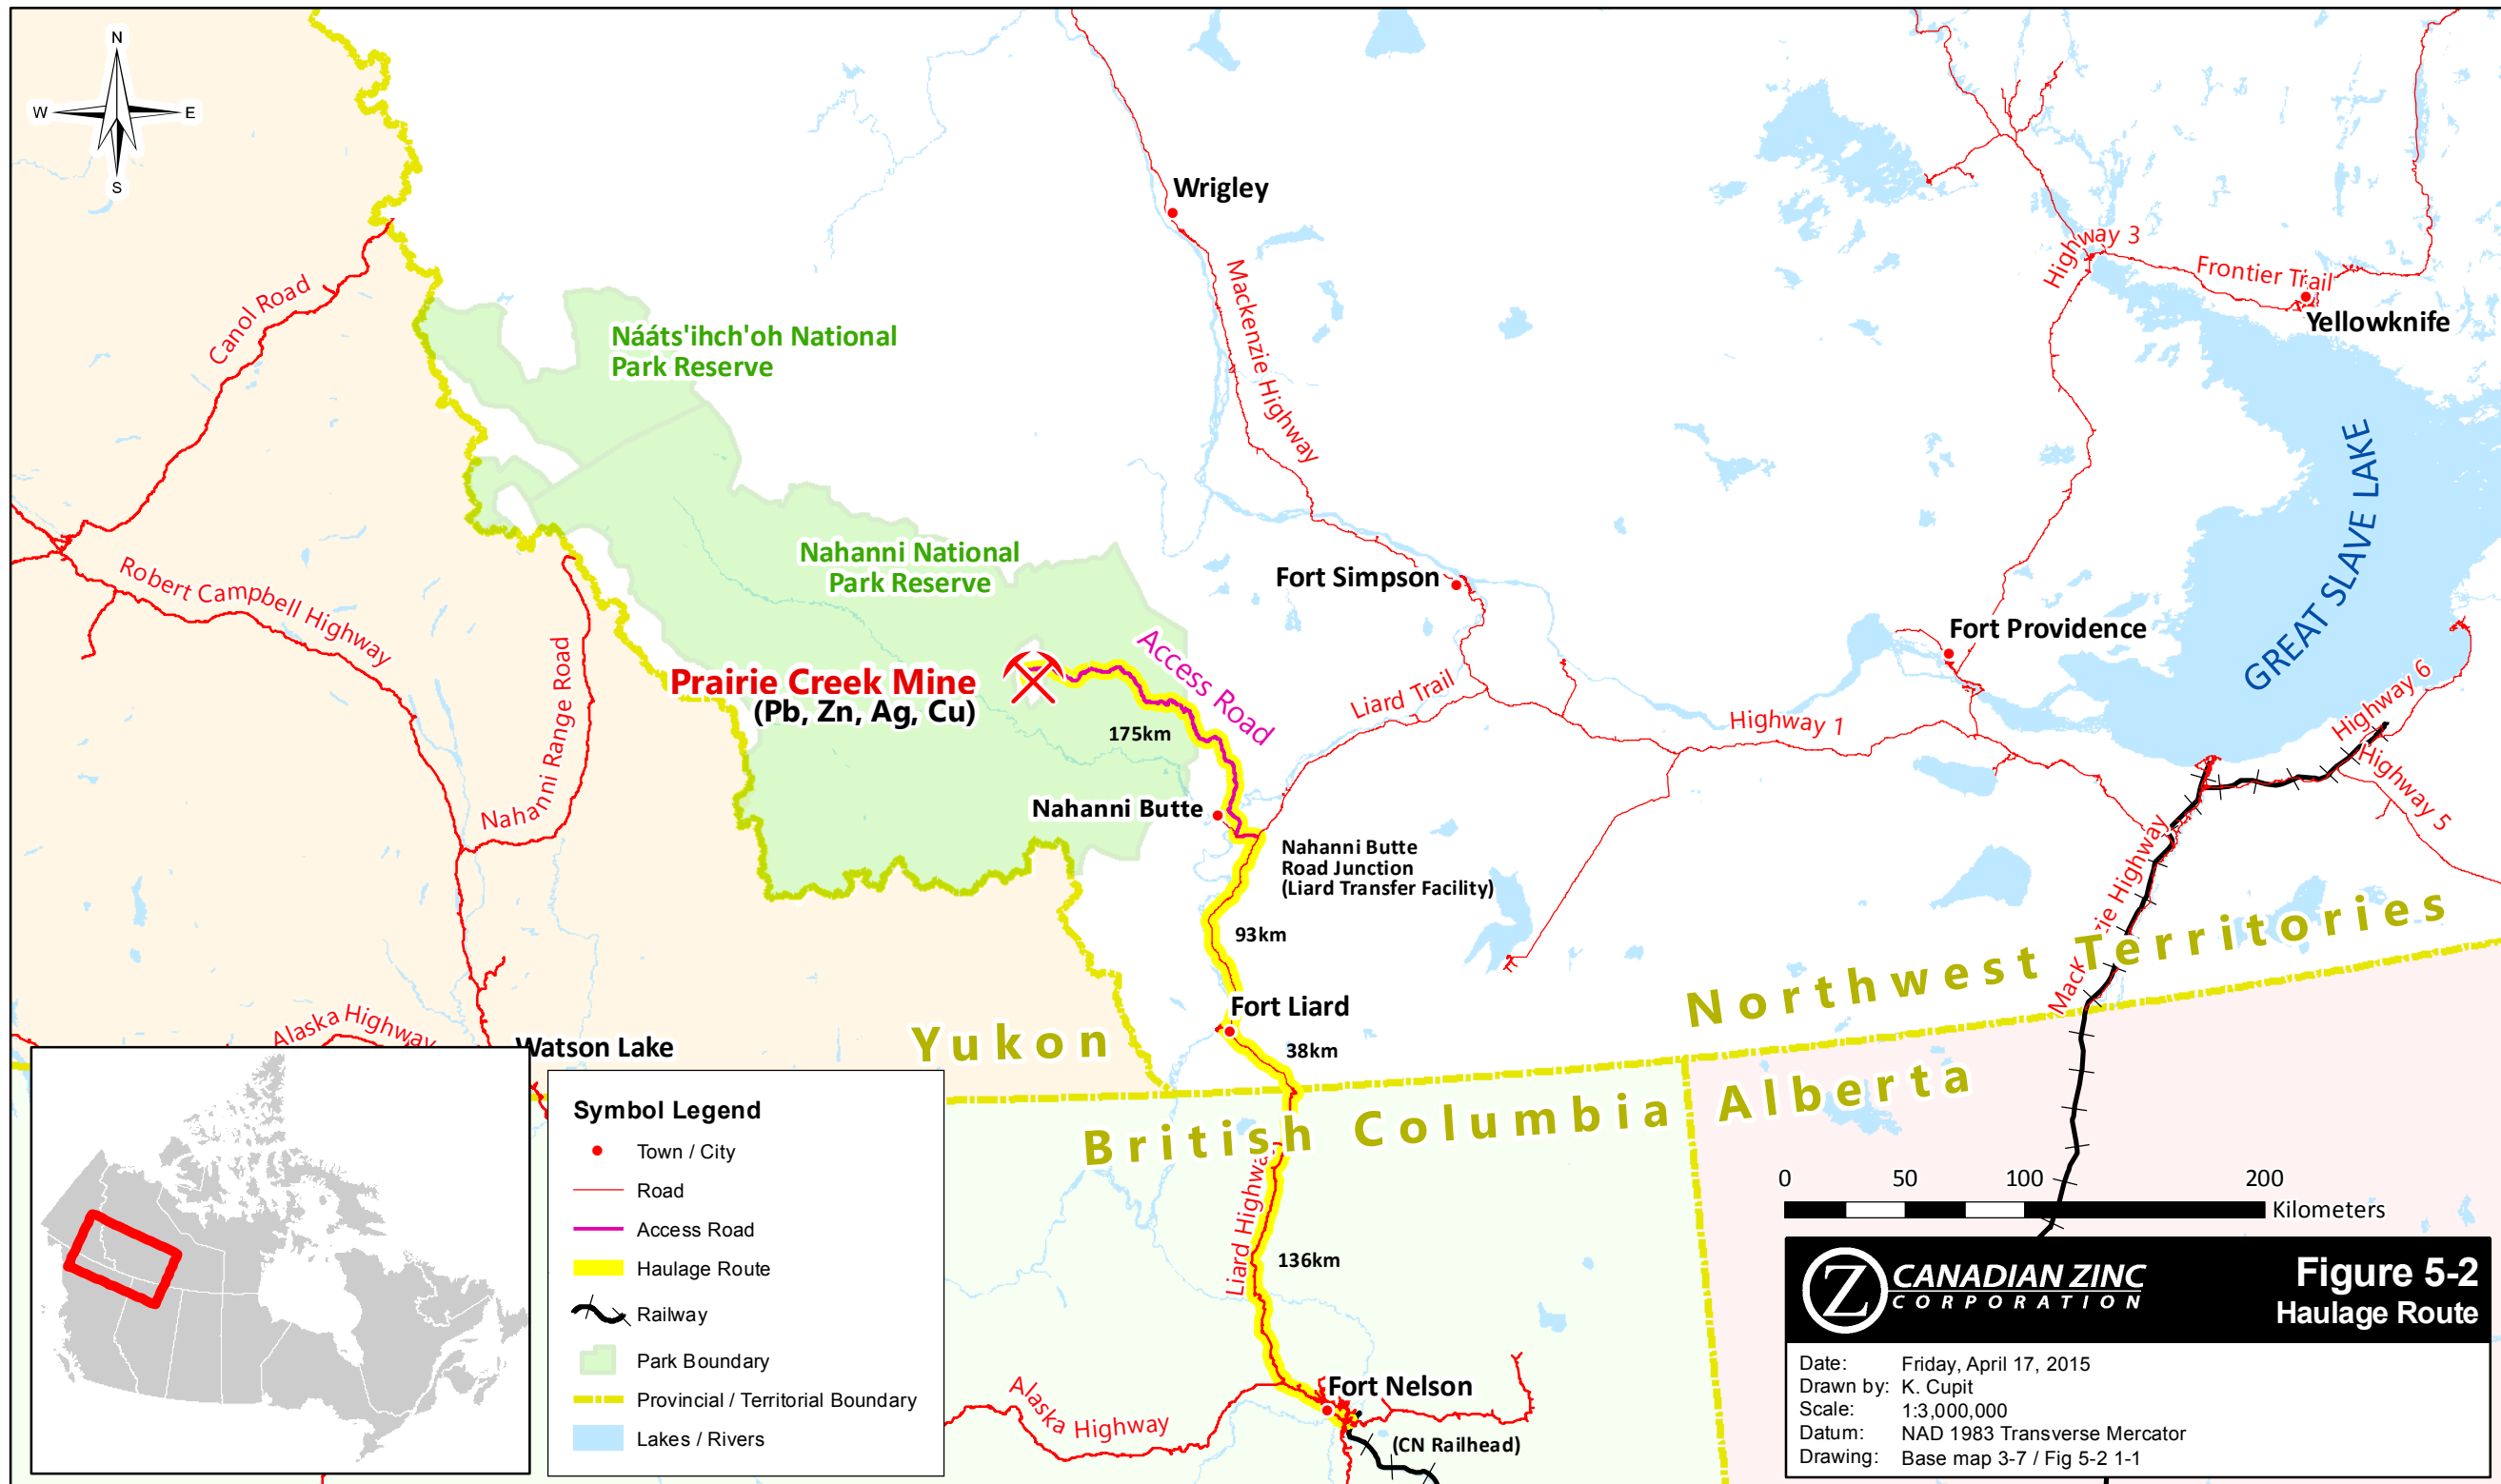 N
W
E
S
Wrigley
Mackenzie Highway
Canol Road
Highway 3
Frontier Trail
Yellowknife
Nááts'ihch'oh National
Park Reserve
GREAT SLAVE LAKE
Nahanni National
Park Reserve
Fort Simpson
Robert Campbell Highway
Fort Providence
Access Road
Prairie Creek Mine
(Pb, Zn, Ag, Cu)
Nahanni Range Road
175km
Liard Trail
Highway 1
Highway 6
Highway 5
Nahanni Butte
Nahanni Butte
Road Junction
(Liard Transfer Facility)
Mackenzie Highway
93km
Northwest Territories
Fort Liard
Alaska Highway
Watson Lake
Yukon
38km
British Columbia
Alberta
Liard Highway
136km
Alaska Highway
Fort Nelson
(CN Railhead)
Symbol Legend
Town / City
Road
Access Road
Haulage Route
Railway
Park Boundary
Provincial / Territorial Boundary
Lakes / Rivers
0 50 100 200
Kilometers
Z CANADIAN ZINC
CORPORATION
Figure 5-2
Haulage Route
Date: Friday, April 17, 2015
Drawn by: K. Cupit
Scale: 1:3,000,000
Datum: NAD 1983 Transverse Mercator
Drawing: Base map 3-7 / Fig 5-2 1-1